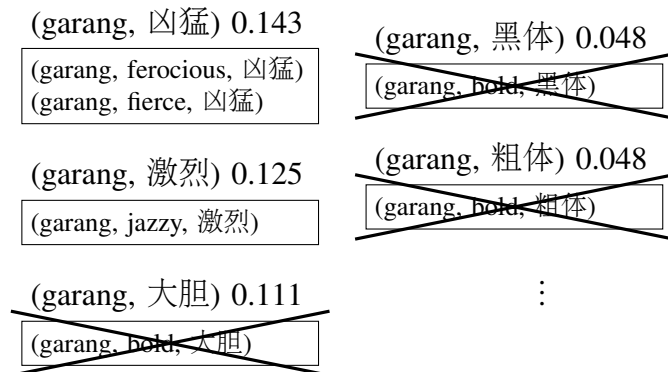 (garang, 凶猛) 0.143
(garang, ferocious, 凶猛)
(garang, fierce, 凶猛)
(garang, 激烈) 0.125
(garang, jazzy, 激烈)
(garang, 大胆) 0.111
(garang, bold, 大胆)
(garang, 黑体) 0.048
(garang, bold, 黑体)
(garang, 粗体) 0.048
(garang, bold, 粗体)
⋮